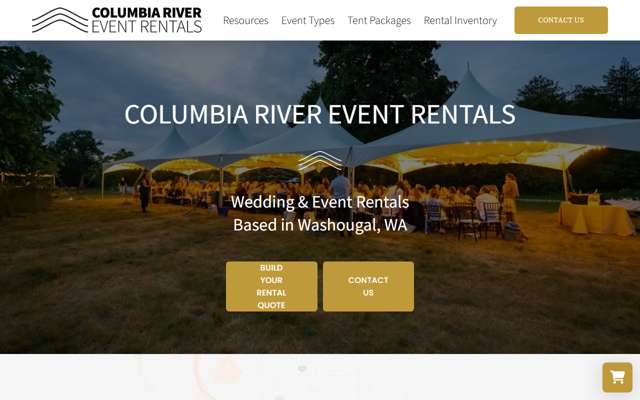 COLUMBIA RIVER
EVENT RENTALS
Resources
Event Types
Tent Packages
Rental Inventory
CONTACT US
COLUMBIA RIVER EVENT RENTALS
Wedding & Event Rentals
Based in Washougal, WA
BUILD
YOUR
RENTAL
QUOTE
CONTACT
US